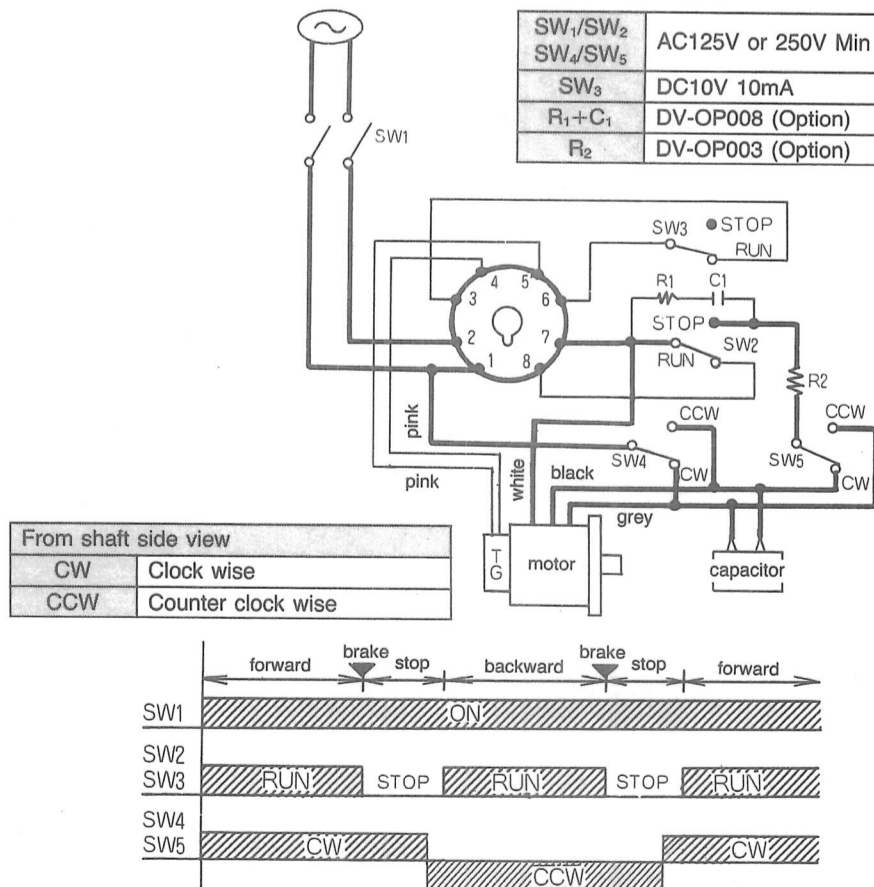 SW₁/SW₂
SW₄/SW₅
AC125V or 250V Min
SW₃
DC10V 10mA
R₁+C₁
DV-OP008 (Option)
R₂
DV-OP003 (Option)
SW1
SW3
STOP
RUN
4
5
3
6
2
7
1
8
R1
C1
STOP
SW2
RUN
R2
CCW
CCW
pink
SW4
SW5
CW
CW
pink
white
black
grey
TG
motor
capacitor
From shaft side view
CW
Clock wise
CCW
Counter clock wise
forward
brake
stop
backward
brake
stop
forward
SW1
ON
SW2
SW3
RUN
STOP
RUN
STOP
RUN
SW4
SW5
CW
CCW
CW